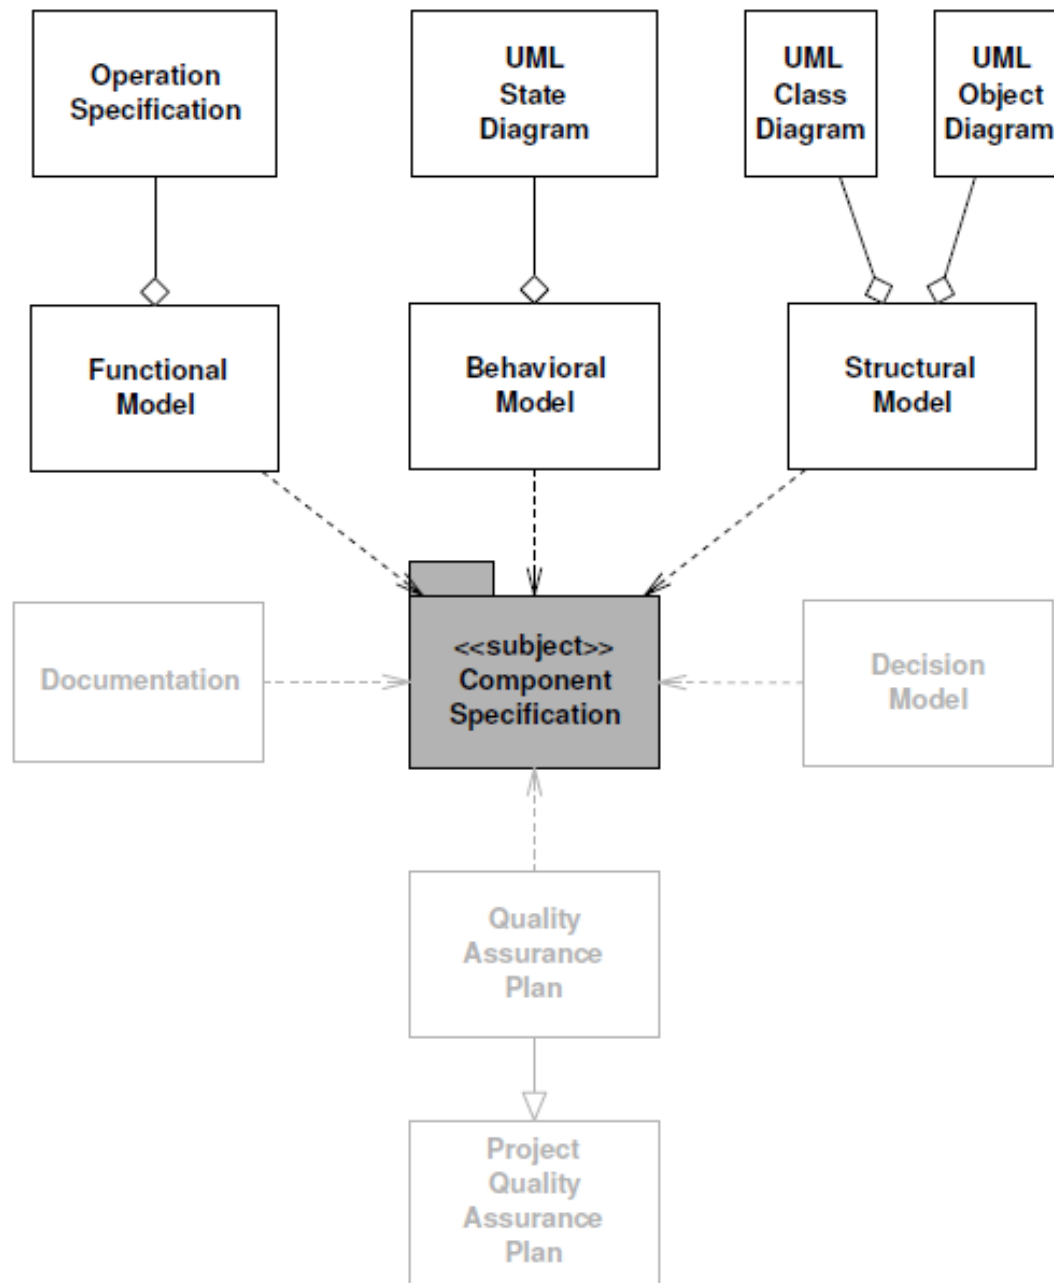 Operation
Specification
UML
State
Diagram
UML
Class
Diagram
UML
Object
Diagram
Functional
Model
Behavioral
Model
Structural
Model
Documentation
<<subject>>
Component
Specification
Decision
Model
Quality
Assurance
Plan
Project
Quality
Assurance
Plan